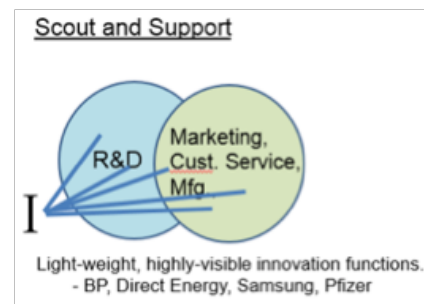 Scout and Support
R&D
Marketing,
Cust. Service,
Mfg.
I
Light-weight, highly-visible innovation functions.
- BP, Direct Energy, Samsung, Pfizer